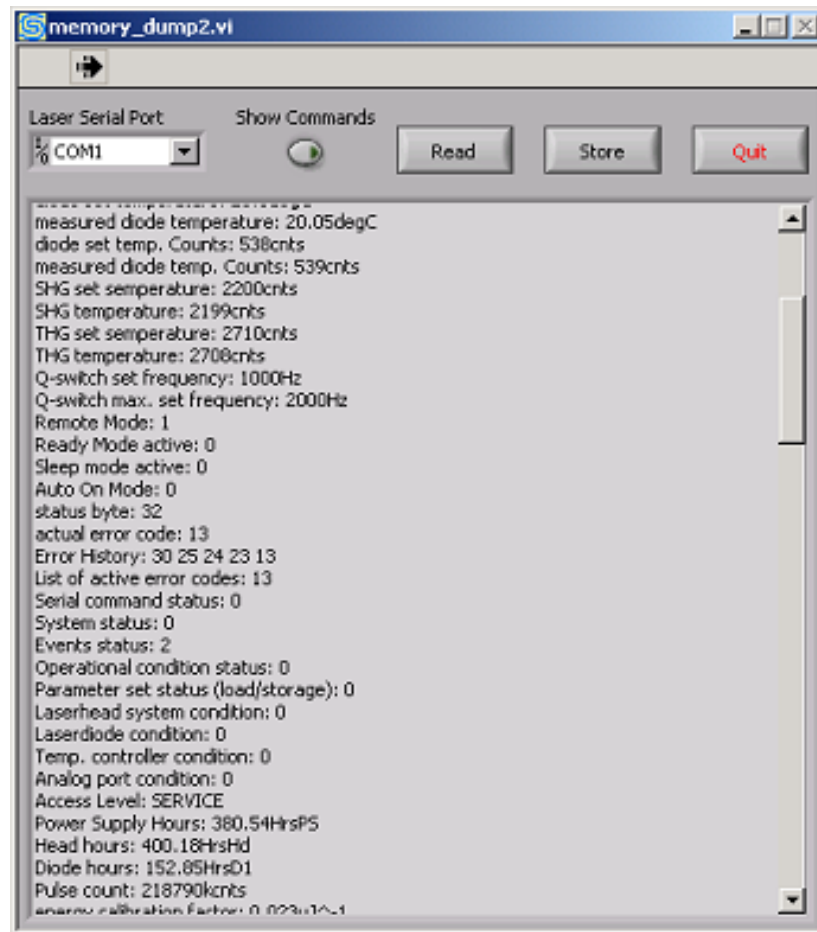 memory_dump2.vi
Laser Serial Port
Show Commands
COM1
Read
Store
Quit
measured diode temperature: 20.05degC
diode set temp. Counts: 538cnts
measured diode temp. Counts: 539cnts
SHG set semperature: 2200cnts
SHG temperature: 2199cnts
THG set semperature: 2710cnts
THG temperature: 2708cnts
Q-switch set frequency: 1000Hz
Q-switch max. set frequency: 2000Hz
Remote Mode: 1
Ready Mode active: 0
Sleep mode active: 0
Auto On Mode: 0
status byte: 32
actual error code: 13
Error History: 30 25 24 23 13
List of active error codes: 13
Serial command status: 0
System status: 0
Events status: 2
Operational condition status: 0
Parameter set status (load/storage): 0
Laserhead system condition: 0
Laserdiode condition: 0
Temp. controller condition: 0
Analog port condition: 0
Access Level: SERVICE
Power Supply Hours: 380.54HrsPS
Head hours: 400.18HrsHd
Diode hours: 152.85HrsD1
Pulse count: 218790kcnts
energy calibration factor: 0.023uJ^-1